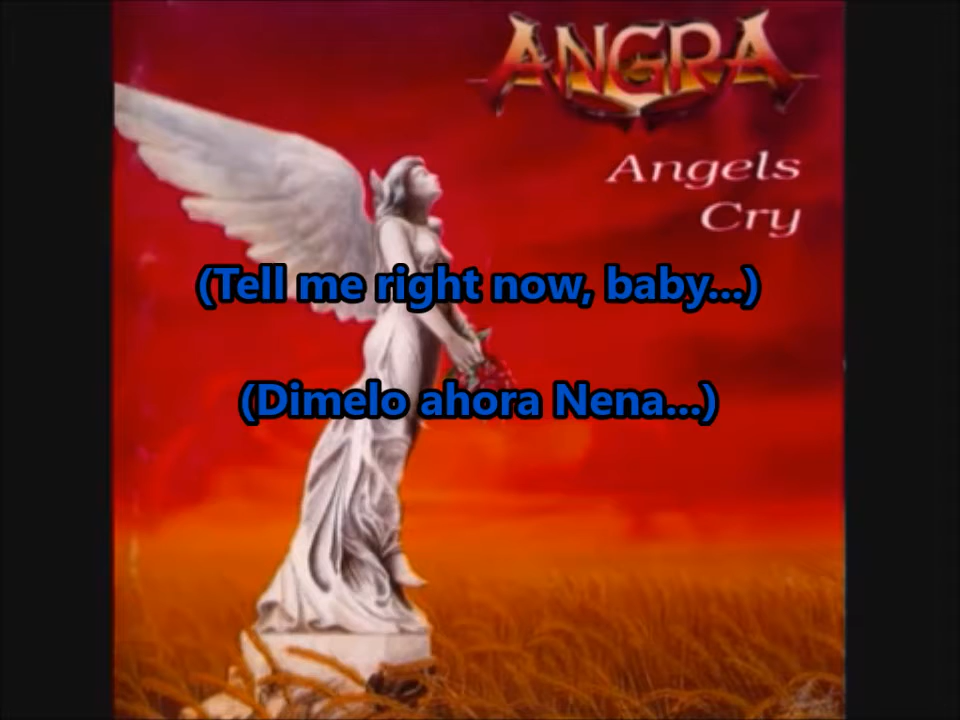 ANGRA
Angels
Cry
(Tell me right now, baby...)
(Dimelo ahora Nena...)